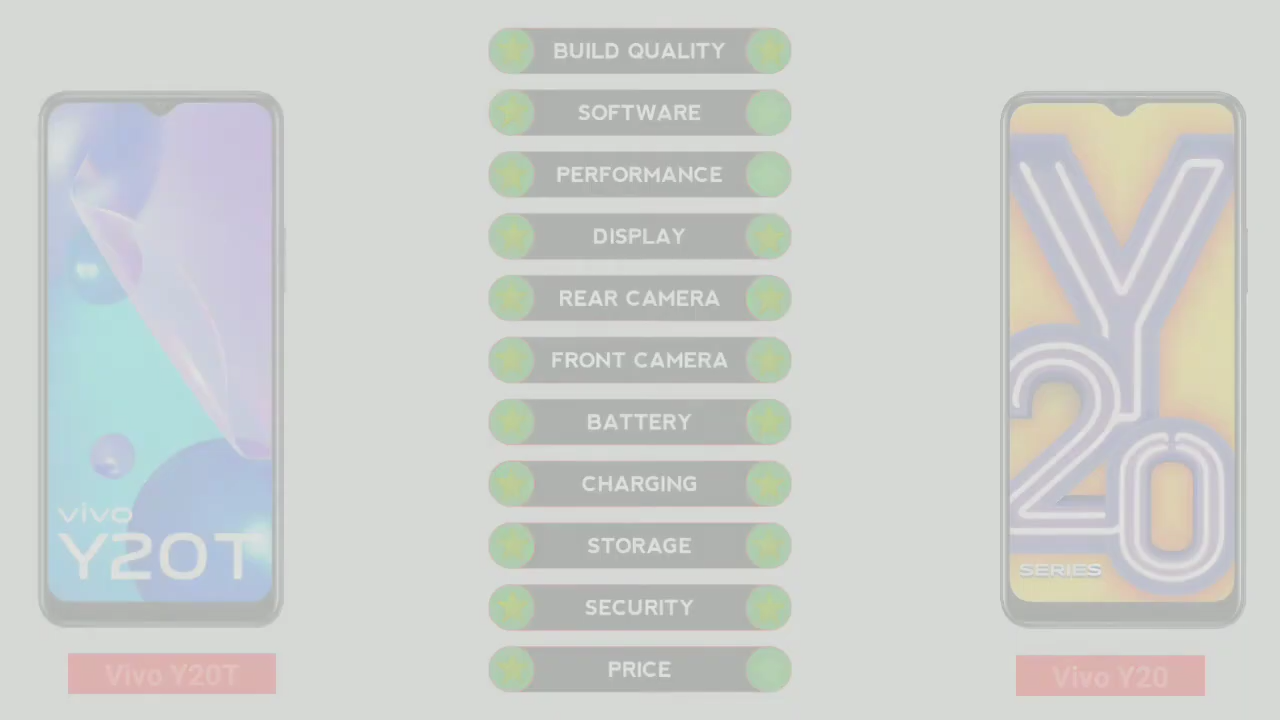 BUILD QUALITY
SOFTWARE
PERFORMANCE
DISPLAY
REAR CAMERA
FRONT CAMERA
BATTERY
CHARGING
STORAGE
SECURITY
PRICE
vivo
Y20T
Vivo Y20T
Y
20
SERIES
Vivo Y20